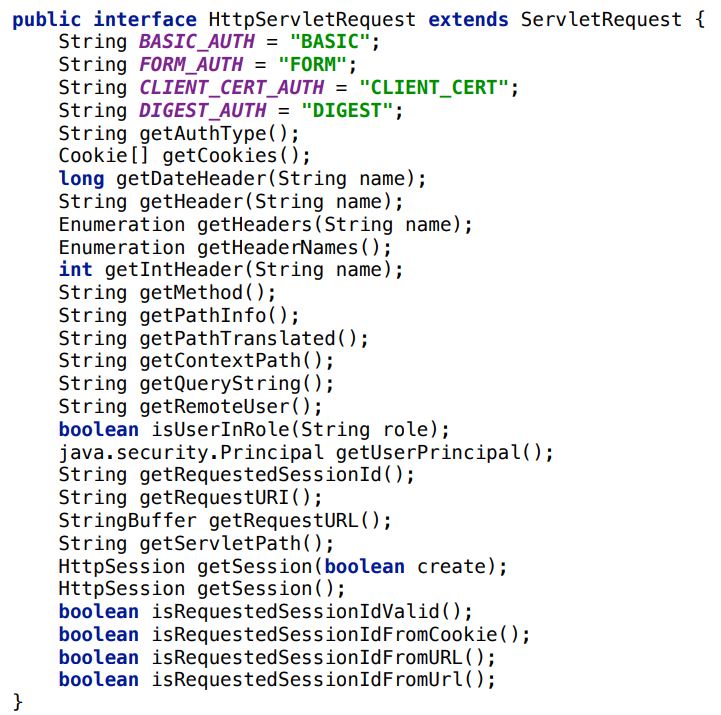 public interface HttpServletRequest extends ServletRequest {
    String BASIC_AUTH = "BASIC";
    String FORM_AUTH = "FORM";
    String CLIENT_CERT_AUTH = "CLIENT_CERT";
    String DIGEST_AUTH = "DIGEST";
    String getAuthType();
    Cookie[] getCookies();
    long getDateHeader(String name);
    String getHeader(String name);
    Enumeration getHeaders(String name);
    Enumeration getHeaderNames();
    int getIntHeader(String name);
    String getMethod();
    String getPathInfo();
    String getPathTranslated();
    String getContextPath();
    String getQueryString();
    String getRemoteUser();
    boolean isUserInRole(String role);
    java.security.Principal getUserPrincipal();
    String getRequestedSessionId();
    String getRequestURI();
    StringBuffer getRequestURL();
    String getServletPath();
    HttpSession getSession(boolean create);
    HttpSession getSession();
    boolean isRequestedSessionIdValid();
    boolean isRequestedSessionIdFromCookie();
    boolean isRequestedSessionIdFromURL();
    boolean isRequestedSessionIdFromUrl();
}